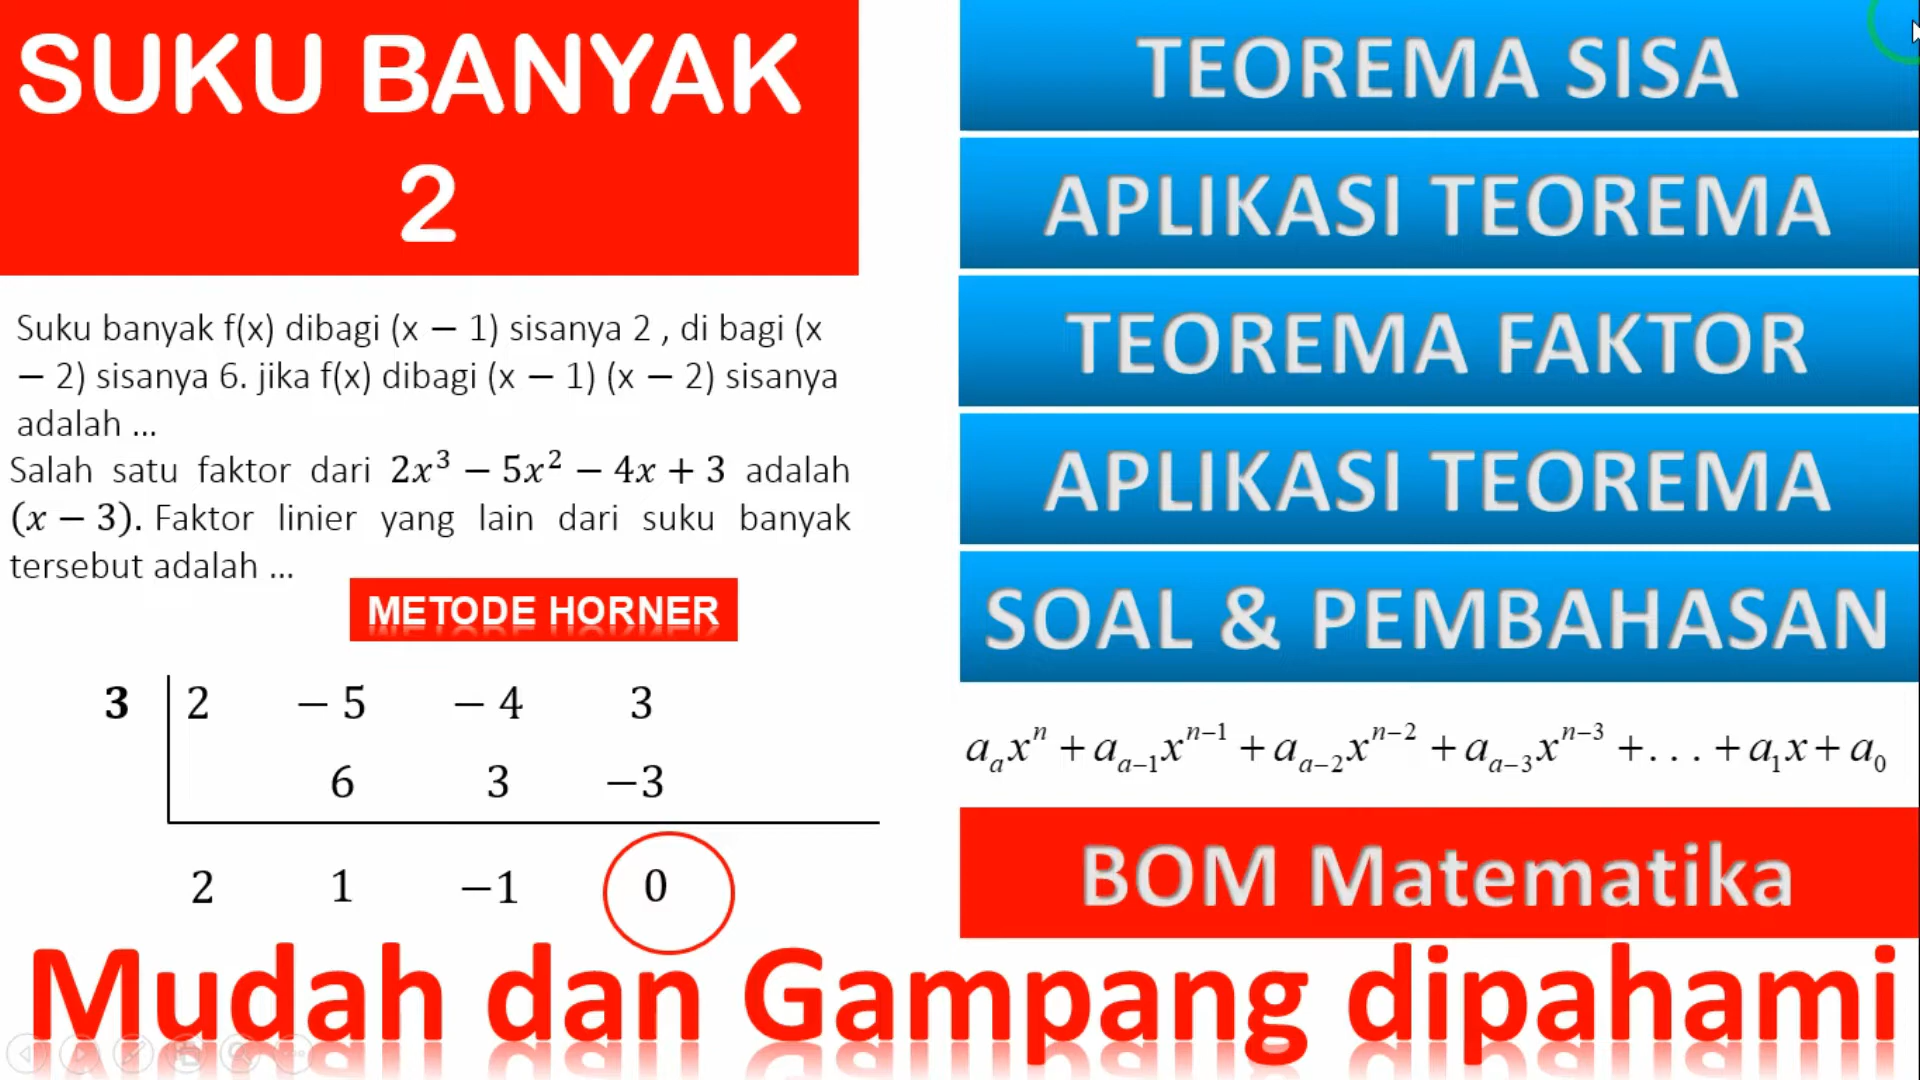 SUKU BANYAK
2
Suku banyak f(x) dibagi (x − 1) sisanya 2 , di bagi (x
− 2) sisanya 6. jika f(x) dibagi (x − 1) (x − 2) sisanya
adalah ...
Salah satu faktor dari 2x³ − 5x² − 4x + 3 adalah
(x − 3). Faktor linier yang lain dari suku banyak
tersebut adalah ...
METODE HORNER
3 2 − 5 − 4 3
6 3 −3
2 1 −1 0
TEOREMA SISA
APLIKASI TEOREMA
TEOREMA FAKTOR
APLIKASI TEOREMA
SOAL & PEMBAHASAN
aₐxⁿ + aₐ₋₁xⁿ⁻¹ + aₐ₋₂xⁿ⁻² + aₐ₋₃xⁿ⁻³ + . . . + a₁x + a₀
BOM Matematika
Mudah dan Gampang dipahami